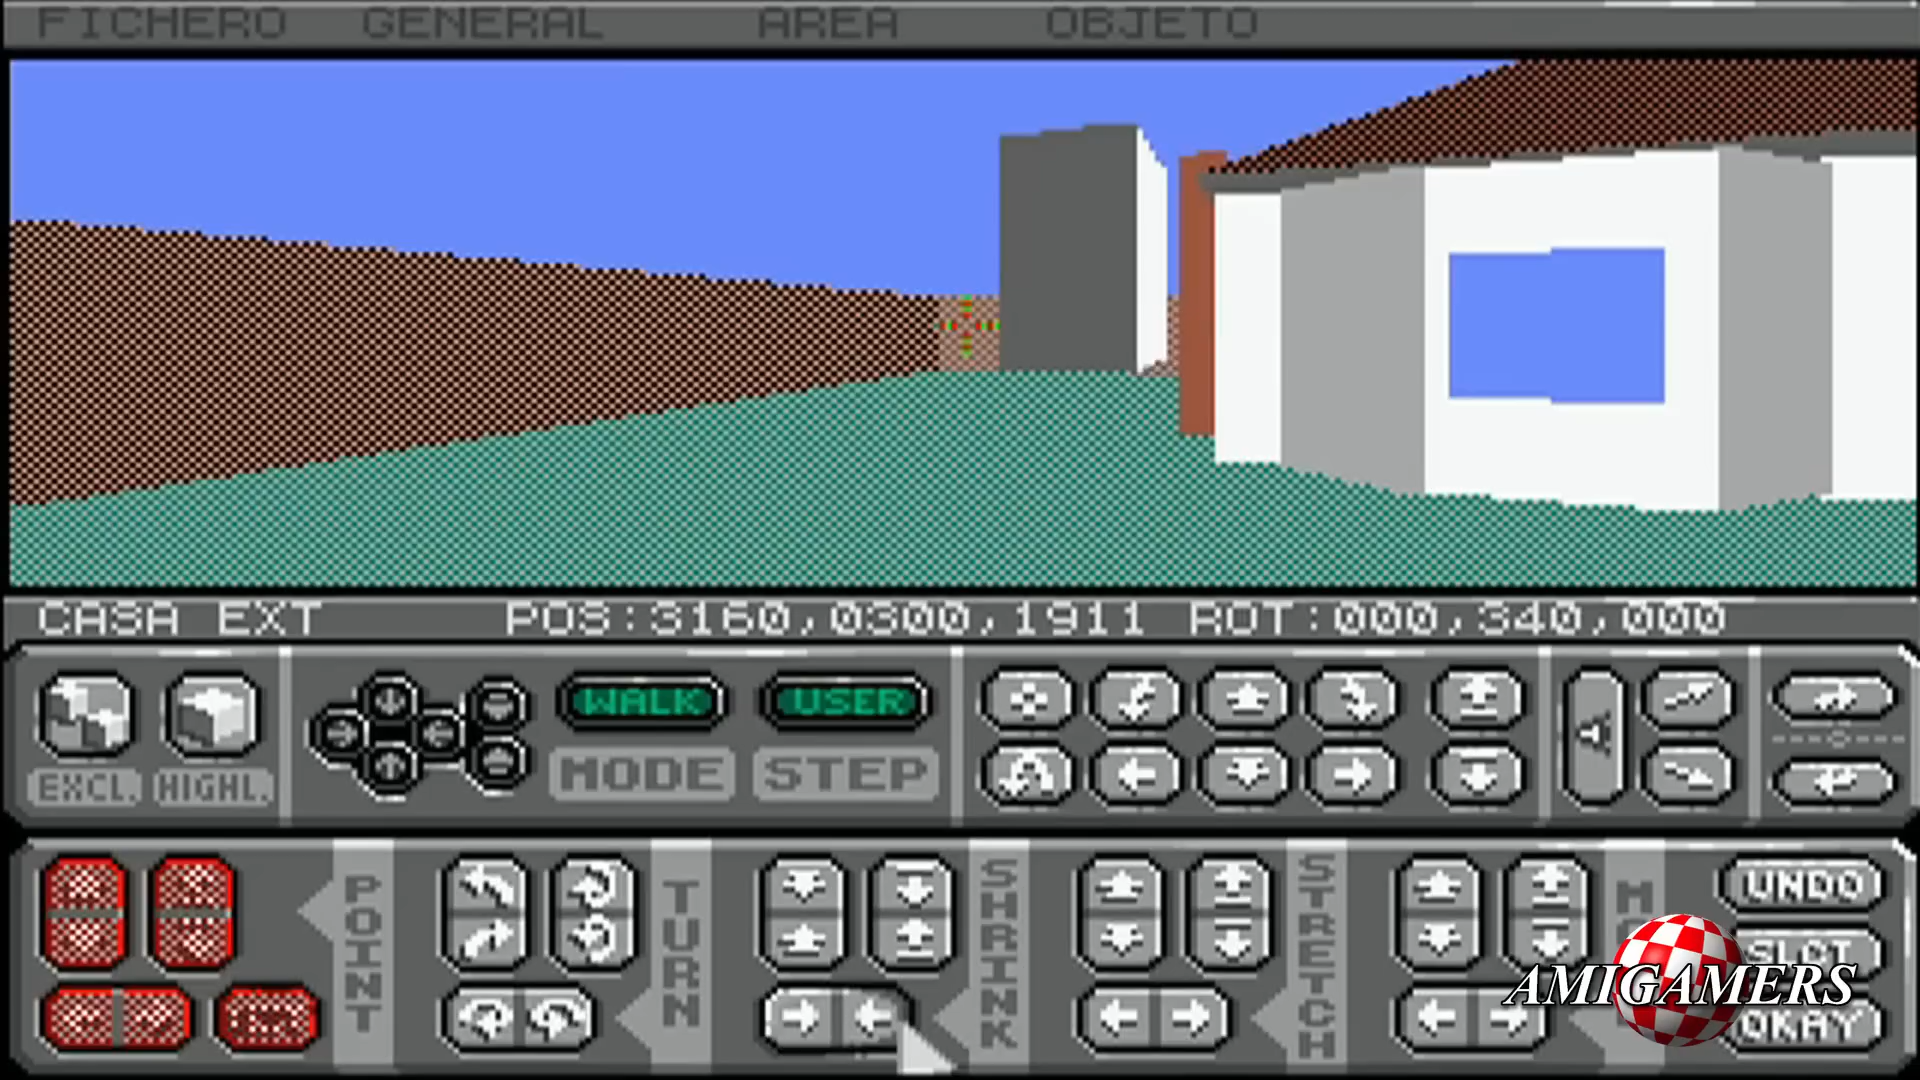 FICHERO GENERAL AREA OBJETO
CASA EXT POS:3160,0300,1911 ROT:000,340,000
WALK USER
EXCL. HIGHL. MODE STEP
POINT
TURN
SHRINK
STRETCH
UNDO
SLOT
AMIGAMERS
OKAY